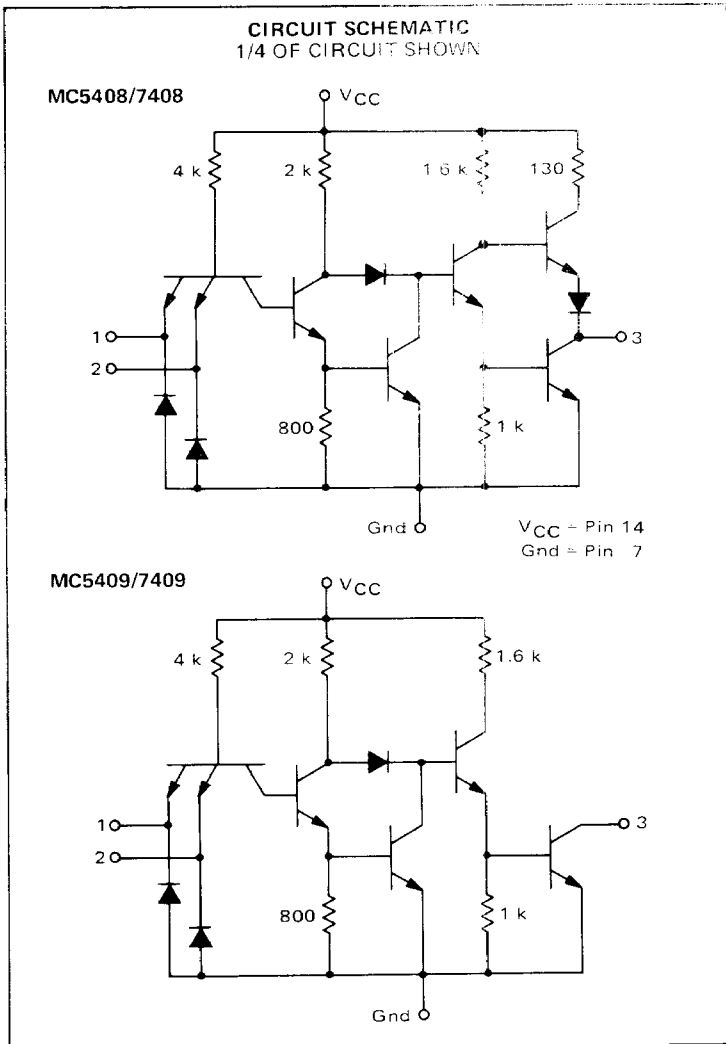 CIRCUIT SCHEMATIC
1/4 OF CIRCUIT SHOWN
MC5408/7408
VCC
4 k
2 k
1 6 k
130
1
2
3
800
1 k
Gnd
VCC = Pin 14
Gnd = Pin 7
MC5409/7409
VCC
4 k
2 k
1.6 k
1
2
3
800
1 k
Gnd